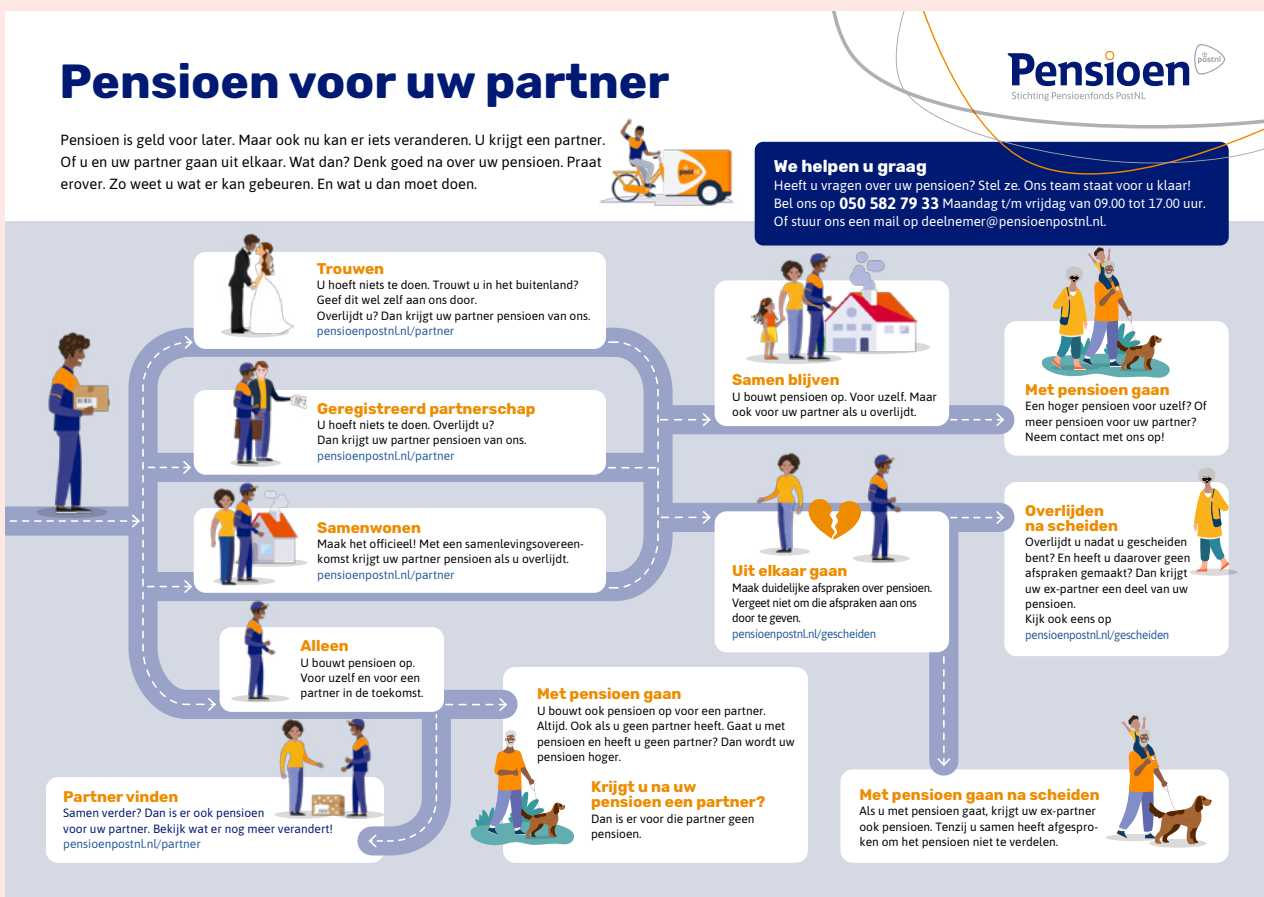 Pensioen voor uw partner
Pensioen
postnl
Stichting Pensioenfonds PostNL
Pensioen is geld voor later. Maar ook nu kan er iets veranderen. U krijgt een partner.
Of u en uw partner gaan uit elkaar. Wat dan? Denk goed na over uw pensioen. Praat
erover. Zo weet u wat er kan gebeuren. En wat u dan moet doen.
post
We helpen u graag
Heeft u vragen over uw pensioen? Stel ze. Ons team staat voor u klaar!
Bel ons op 050 582 79 33 Maandag t/m vrijdag van 09.00 tot 17.00 uur.
Of stuur ons een mail op deelnemer@pensioenpostnl.nl.
Trouwen
U hoeft niets te doen. Trouwt u in het buitenland?
Geef dit wel zelf aan ons door.
Overlijdt u? Dan krijgt uw partner pensioen van ons.
pensioenpostnl.nl/partner
Geregistreerd partnerschap
U hoeft niets te doen. Overlijdt u?
Dan krijgt uw partner pensioen van ons.
pensioenpostnl.nl/partner
Samenwonen
Maak het officieel! Met een samenlevingsovereen-
komst krijgt uw partner pensioen als u overlijdt.
pensioenpostnl.nl/partner
Alleen
U bouwt pensioen op.
Voor uzelf en voor een
partner in de toekomst.
Partner vinden
Samen verder? Dan is er ook pensioen
voor uw partner. Bekijk wat er nog meer verandert!
pensioenpostnl.nl/partner
Met pensioen gaan
U bouwt ook pensioen op voor een partner.
Altijd. Ook als u geen partner heeft. Gaat u met
pensioen en heeft u geen partner? Dan wordt uw
pensioen hoger.
Krijgt u na uw
pensioen een partner?
Dan is er voor die partner geen
pensioen.
Samen blijven
U bouwt pensioen op. Voor uzelf. Maar
ook voor uw partner als u overlijdt.
Met pensioen gaan
Een hoger pensioen voor uzelf? Of
meer pensioen voor uw partner?
Neem contact met ons op!
Uit elkaar gaan
Maak duidelijke afspraken over pensioen.
Vergeet niet om die afspraken aan ons
door te geven.
pensioenpostnl.nl/gescheiden
Overlijden
na scheiden
Overlijdt u nadat u gescheiden
bent? En heeft u daarover geen
afspraken gemaakt? Dan krijgt
uw ex-partner een deel van uw
pensioen.
Kijk ook eens op
pensioenpostnl.nl/gescheiden
Met pensioen gaan na scheiden
Als u met pensioen gaat, krijgt uw ex-partner
ook pensioen. Tenzij u samen heeft afgespro-
ken om het pensioen niet te verdelen.